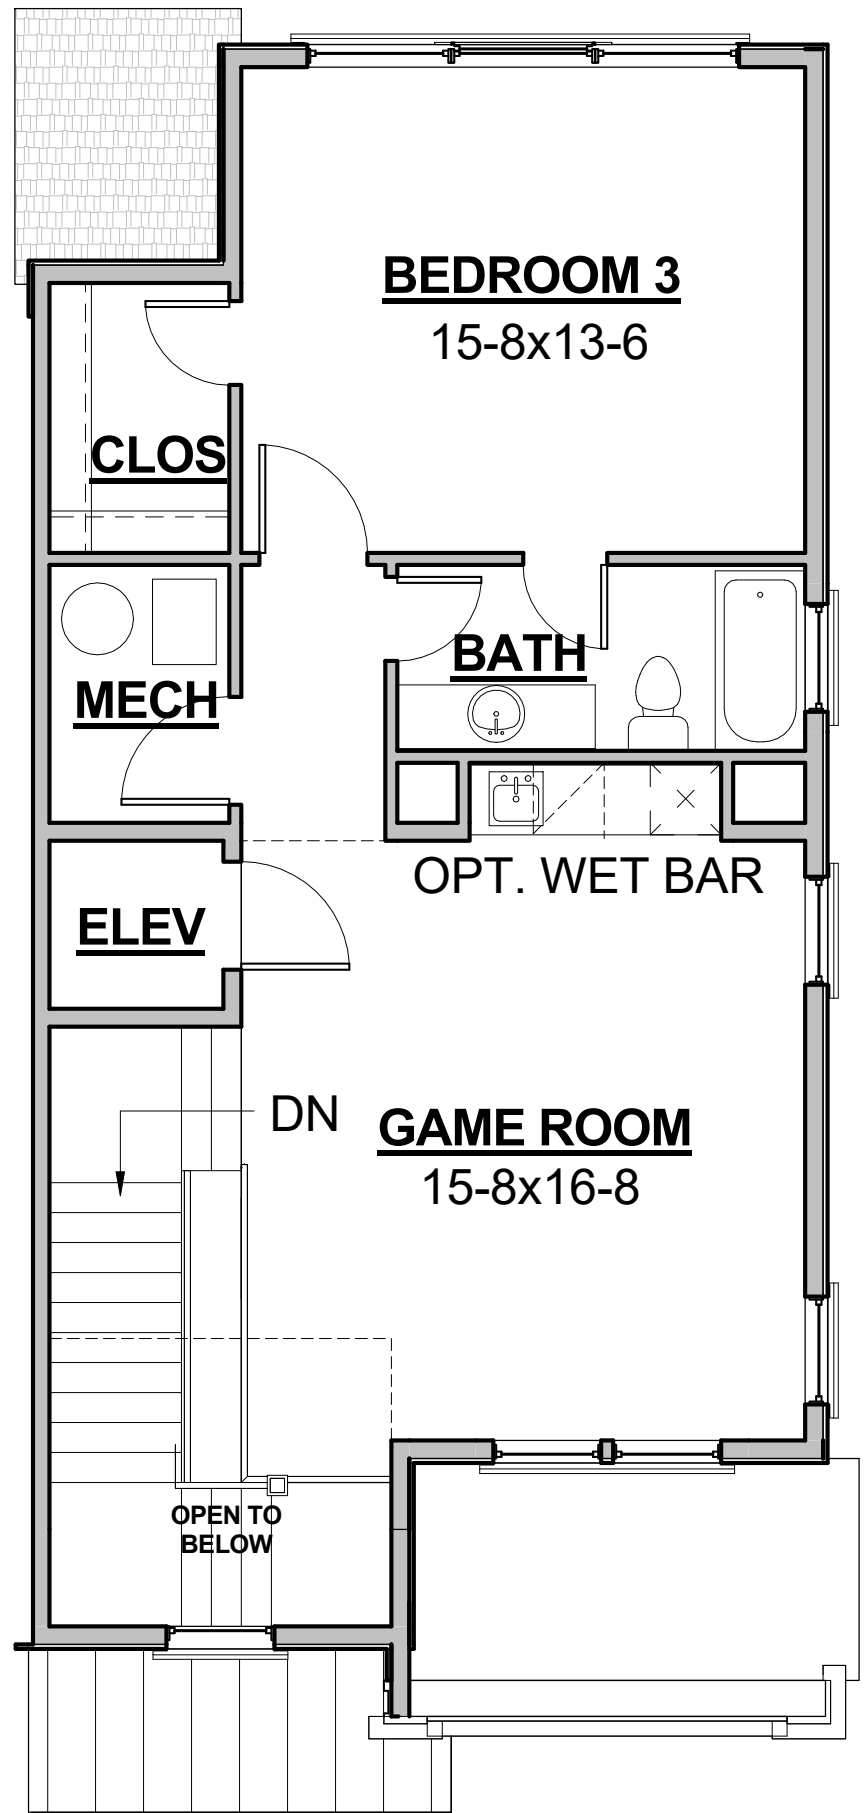 BEDROOM 3
15-8x13-6
CLOS
BATH
MECH
OPT. WET BAR
ELEV
DN
GAME ROOM
15-8x16-8
OPEN TO
BELOW